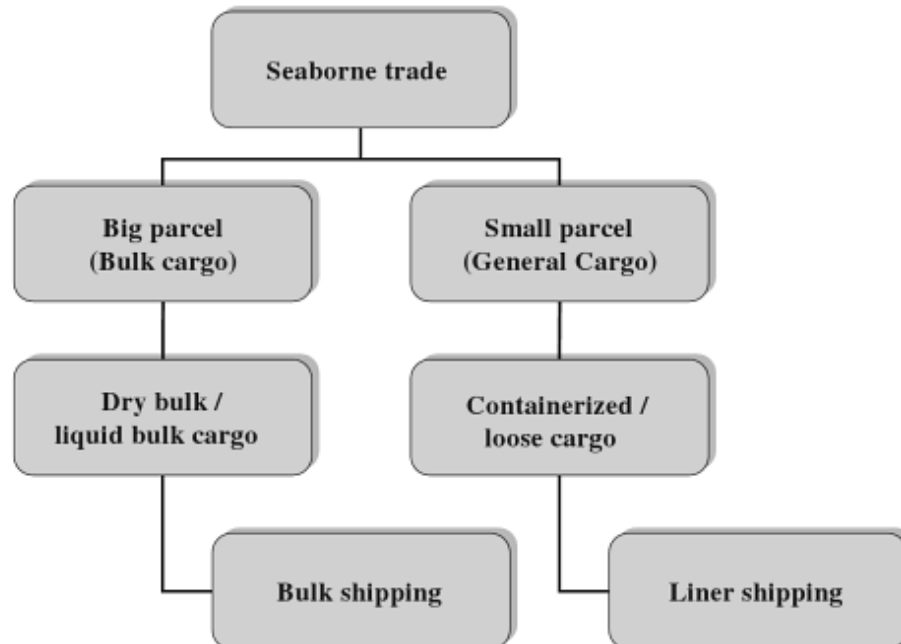 Seaborne trade
Big parcel
(Bulk cargo)
Small parcel
(General Cargo)
Dry bulk /
liquid bulk cargo
Containerized /
loose cargo
Bulk shipping
Liner shipping